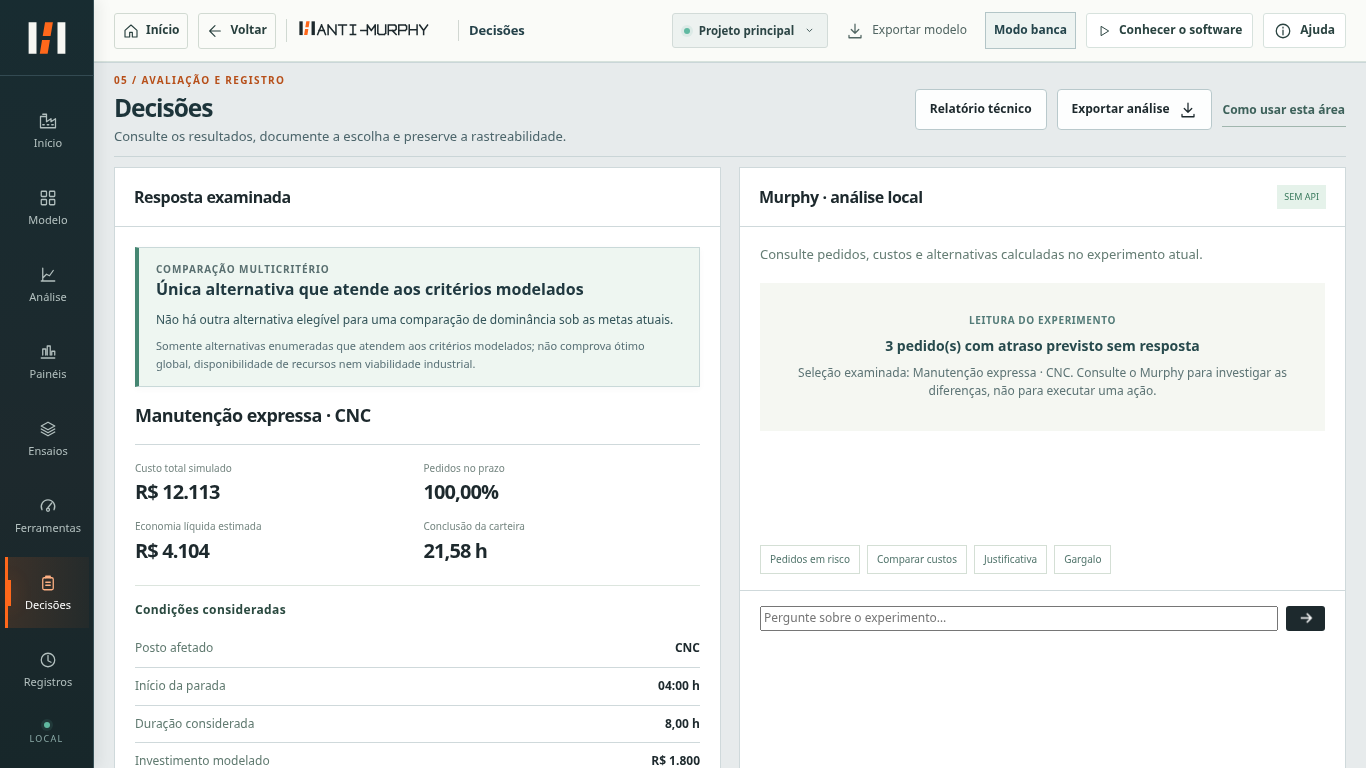 Início
Voltar
ANTI-MURPHY
Decisões
Projeto principal
Exportar modelo
Modo banca
Conhecer o software
Ajuda
Início
Modelo
Análise
Painéis
Ensaios
Ferramentas
Decisões
Registros
LOCAL
05 / AVALIAÇÃO E REGISTRO
Decisões
Consulte os resultados, documente a escolha e preserve a rastreabilidade.
Relatório técnico
Exportar análise
Como usar esta área
Resposta examinada
COMPARAÇÃO MULTICRITÉRIO
Única alternativa que atende aos critérios modelados
Não há outra alternativa elegível para uma comparação de dominância sob as metas atuais.
Somente alternativas enumeradas que atendem aos critérios modelados; não comprova ótimo
global, disponibilidade de recursos nem viabilidade industrial.
Manutenção expressa · CNC
Custo total simulado
R$ 12.113
Pedidos no prazo
100,00%
Economia líquida estimada
R$ 4.104
Conclusão da carteira
21,58 h
Condições consideradas
Posto afetado CNC
Início da parada 04:00 h
Duração considerada 8,00 h
Investimento modelado R$ 1.800
Murphy · análise local
SEM API
Consulte pedidos, custos e alternativas calculadas no experimento atual.
LEITURA DO EXPERIMENTO
3 pedido(s) com atraso previsto sem resposta
Seleção examinada: Manutenção expressa · CNC. Consulte o Murphy para investigar as
diferenças, não para executar uma ação.
Pedidos em risco
Comparar custos
Justificativa
Gargalo
Pergunte sobre o experimento...